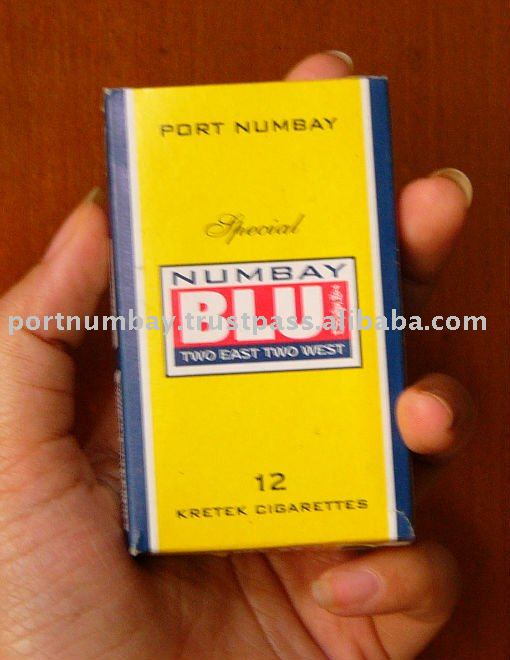 PORT NUMBAY
Special
NUMBAY
BLU
portnumbay.trustpass.alibaba.com
TWO EAST TWO WEST
12
KRETEK CIGARETTES